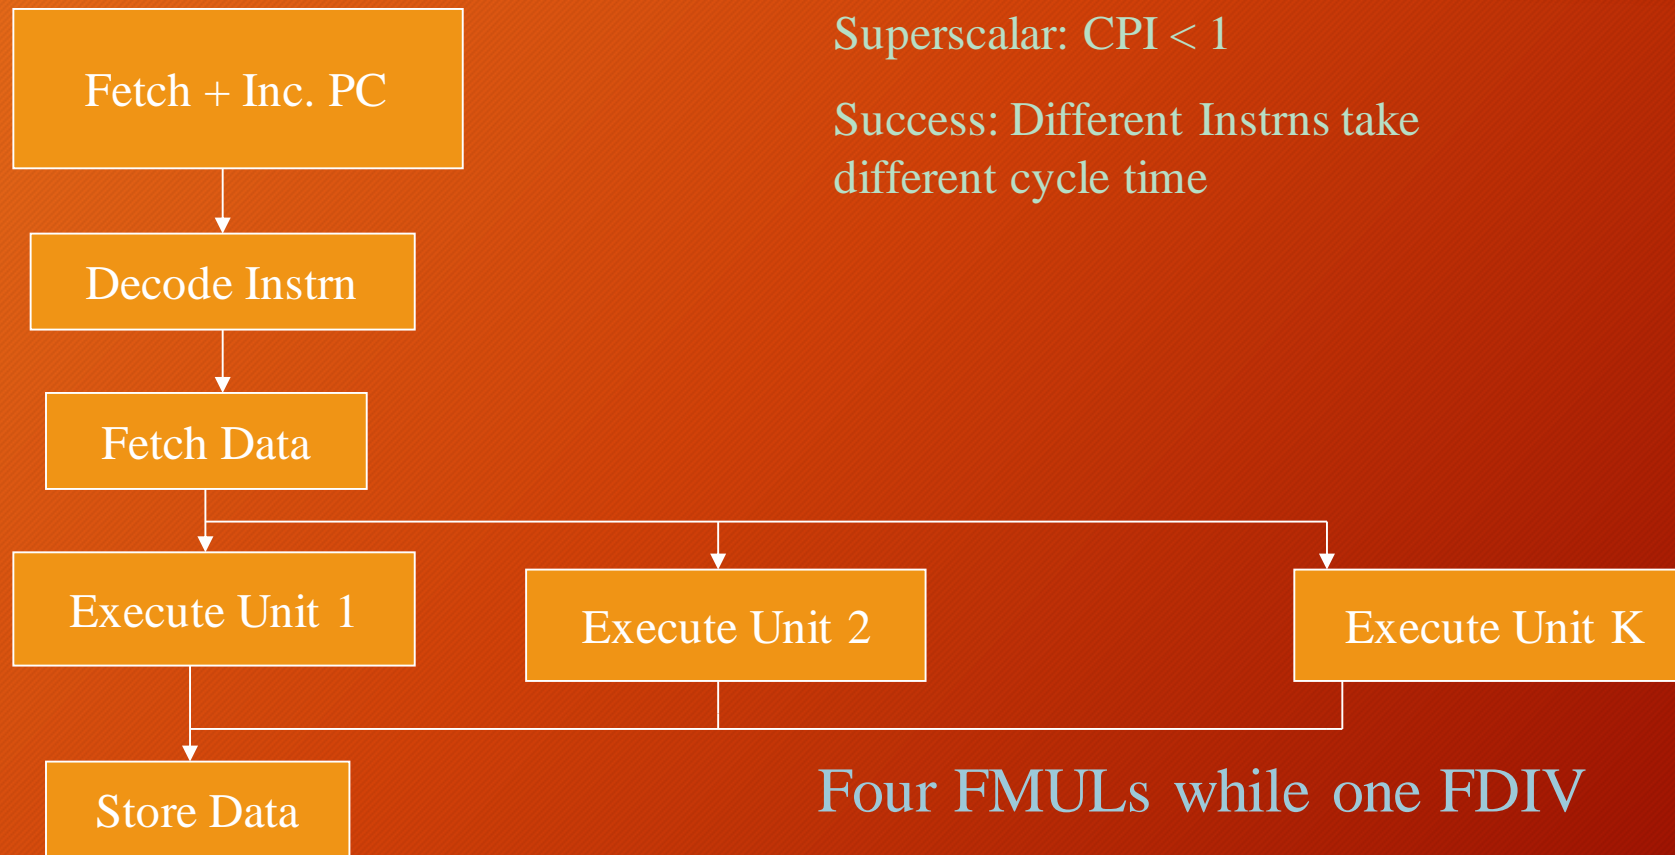 Fetch + Inc. PC
Superscalar: CPI < 1
Success: Different Instrns take
different cycle time
Decode Instrn
Fetch Data
Execute Unit 1
Execute Unit 2
Execute Unit K
Store Data
Four FMULs while one FDIV